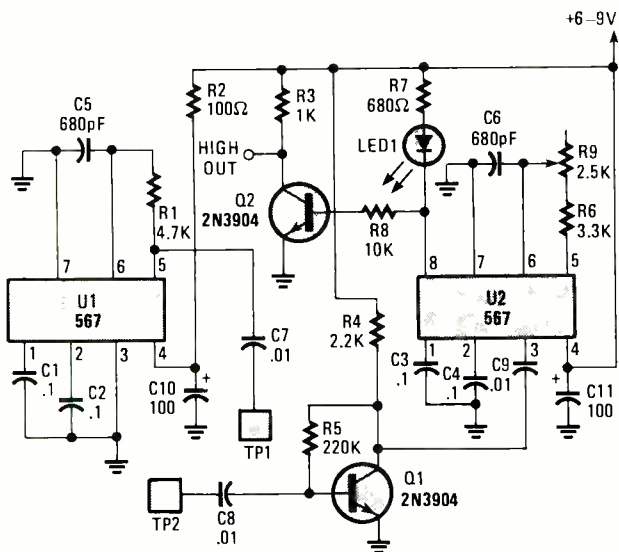 +6–9V
C5
680pF
R2
100Ω
R3
1K
R7
680Ω
C6
680pF
HIGH
OUT
LED1
R9
2.5K
R1
4.7K
Q2
2N3904
R8
10K
R6
3.3K
7
6
5
8
7
6
5
U1
567
U2
567
1
2
3
4
1
2
3
4
C1
.1
C2
.1
C10
100
+
C7
.01
R4
2.2K
C3
.1
C4
.1
C9
.01
C11
100
+
TP1
R5
220K
Q1
2N3904
TP2
C8
.01